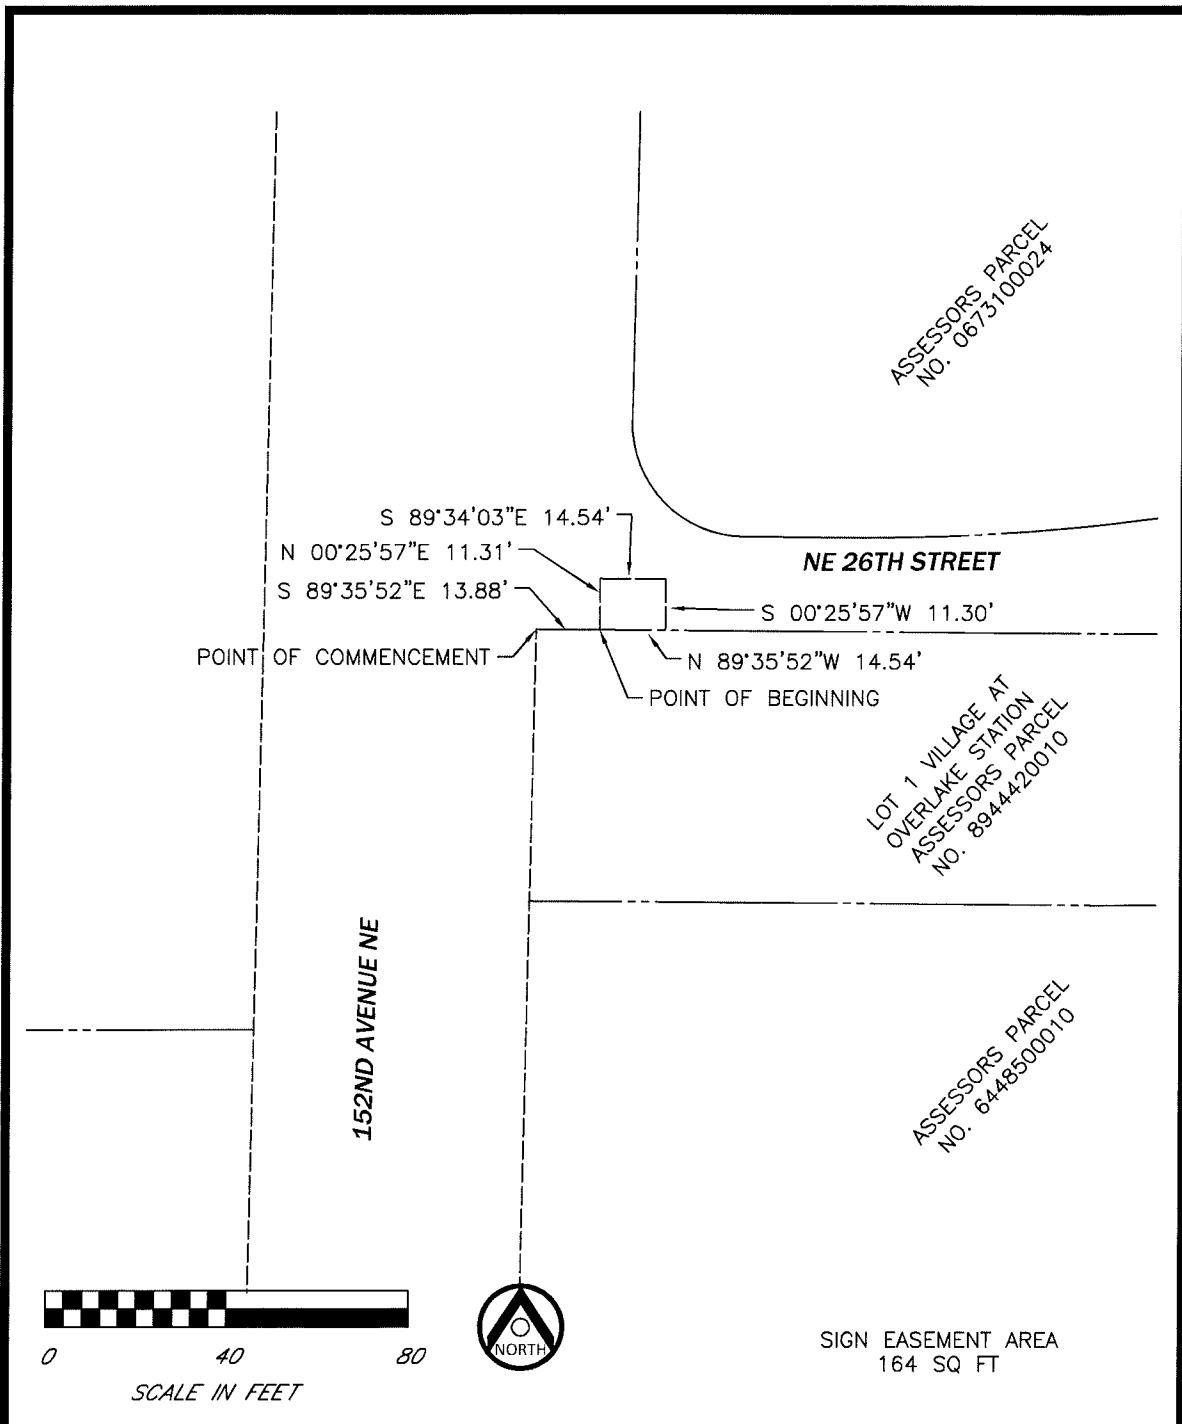 ASSESSORS PARCEL
NO. 0673100024
S 89°34'03"E 14.54'
N 00°25'57"E 11.31'
S 89°35'52"E 13.88'
NE 26TH STREET
S 00°25'57"W 11.30'
POINT OF COMMENCEMENT
N 89°35'52"W 14.54'
POINT OF BEGINNING
LOT 1 VILLAGE AT
OVERLAKE STATION
ASSESSORS PARCEL
NO. 8944420010
152ND AVENUE NE
ASSESSORS PARCEL
NO. 6448500010
0 40 80
SCALE IN FEET
NORTH
SIGN EASEMENT AREA
164 SQ FT